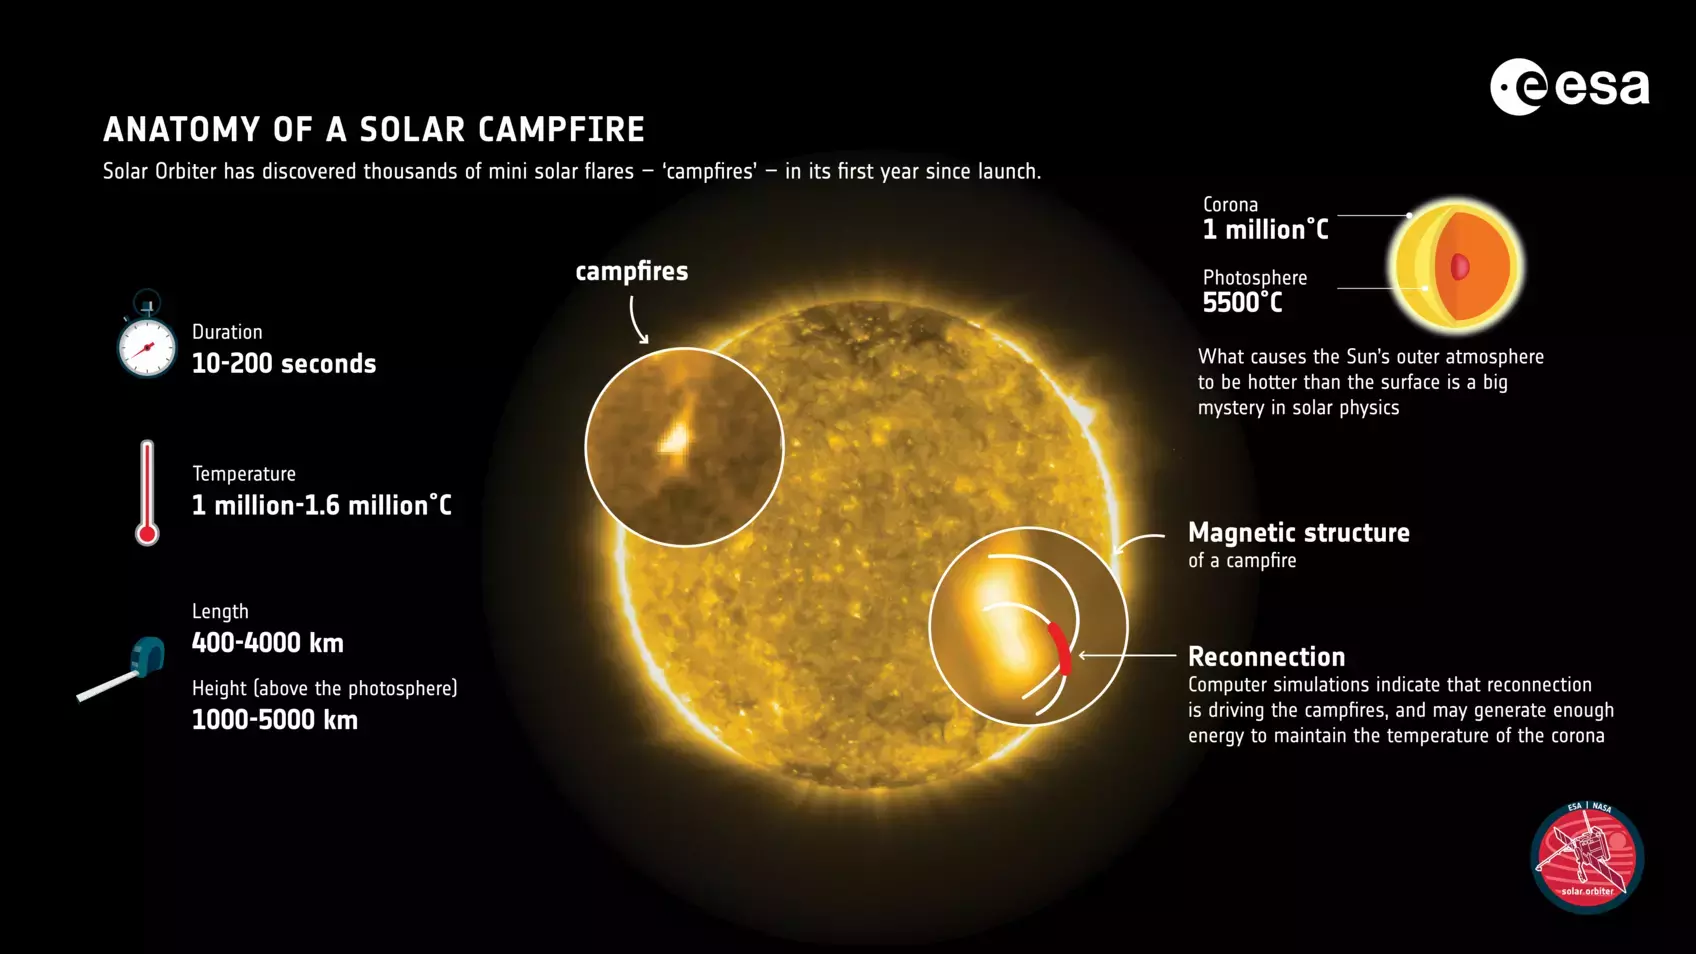 esa
ANATOMY OF A SOLAR CAMPFIRE
Solar Orbiter has discovered thousands of mini solar flares – ‘campfires’ – in its first year since launch.
campfires
Duration
10-200 seconds
Temperature
1 million-1.6 million˚C
Length
400-4000 km
Height (above the photosphere)
1000-5000 km
Corona
1 million˚C
Photosphere
5500˚C
What causes the Sun’s outer atmosphere
to be hotter than the surface is a big
mystery in solar physics
Magnetic structure
of a campfire
Reconnection
Computer simulations indicate that reconnection
is driving the campfires, and may generate enough
energy to maintain the temperature of the corona
ESA | NASA
solar orbiter